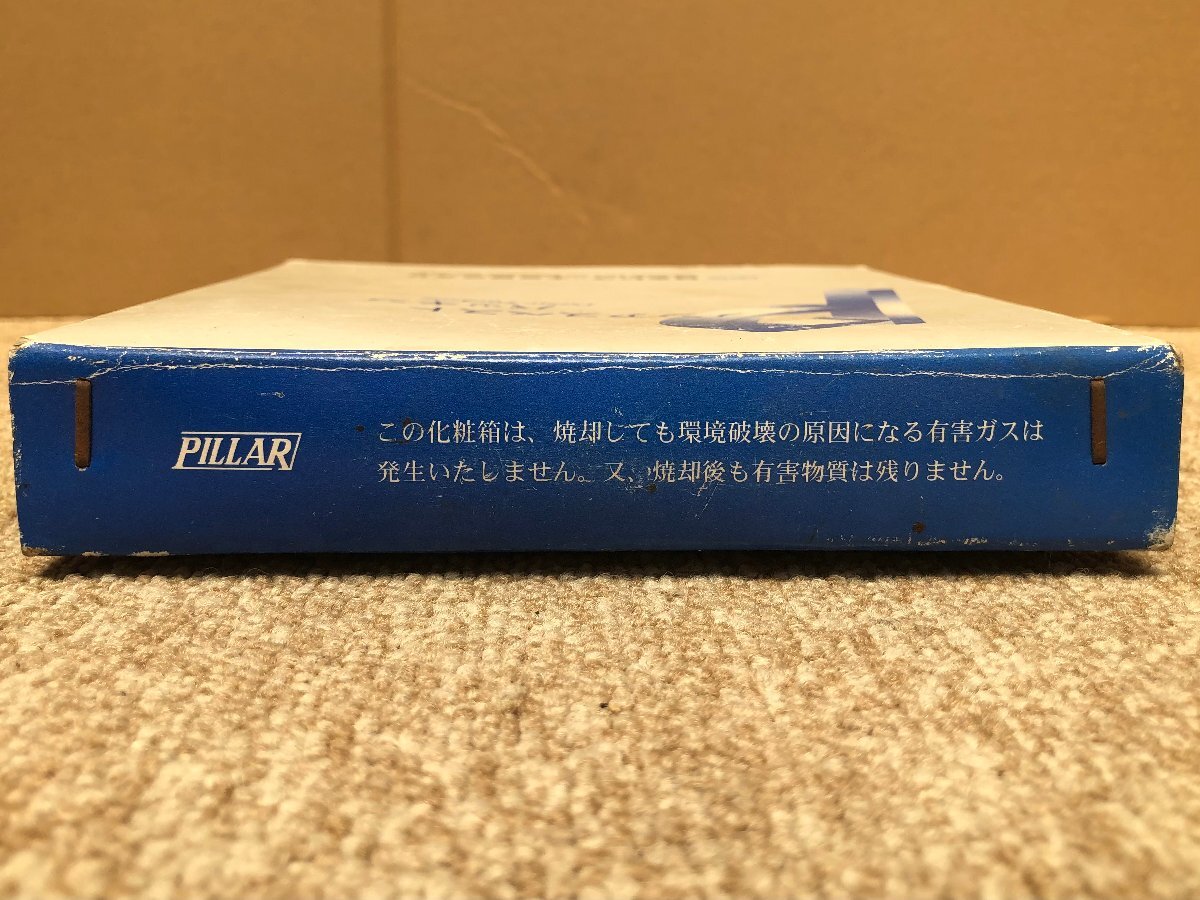 PILLAR
この化粧箱は、焼却しても環境破壊の原因になる有害ガスは
発生いたしません。又、焼却後も有害物質は残りません。